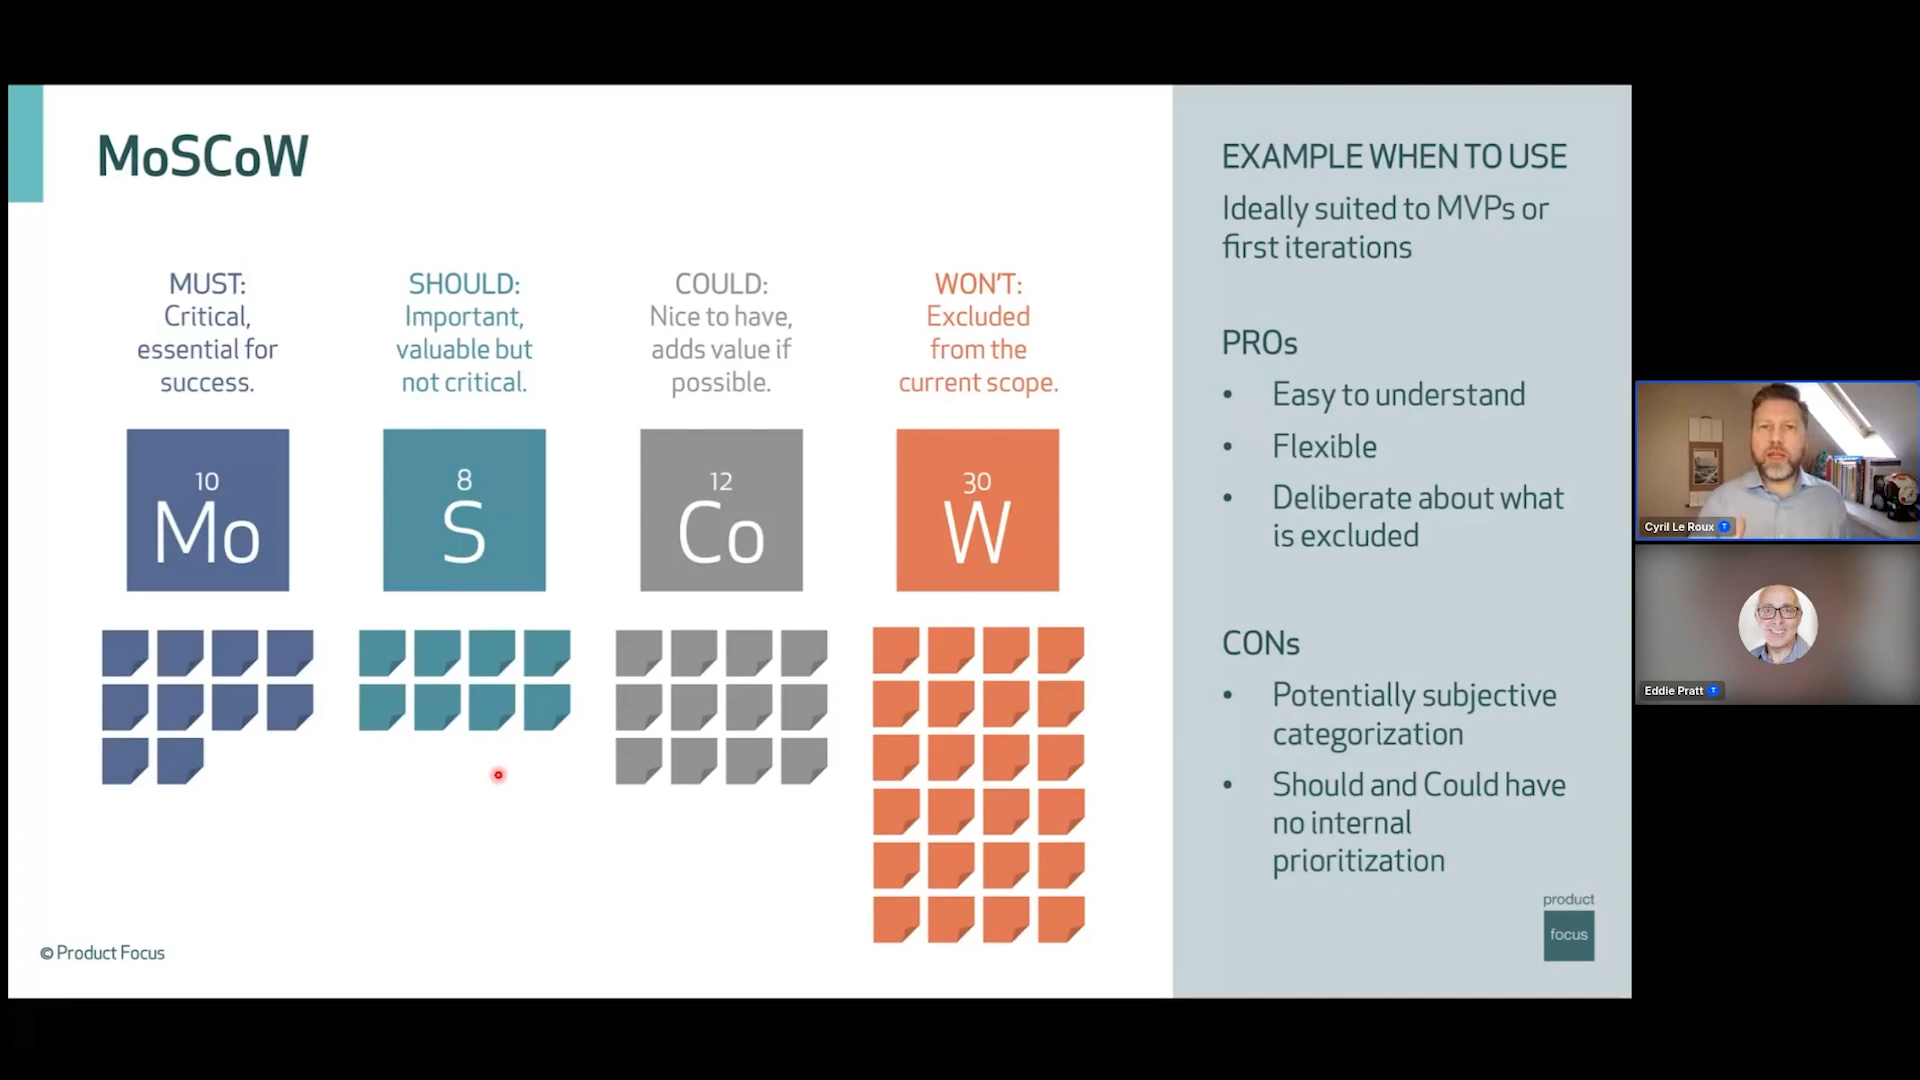 MoSCoW
MUST:
Critical,
essential for
success.
SHOULD:
Important,
valuable but
not critical.
COULD:
Nice to have,
adds value if
possible.
WON'T:
Excluded
from the
current scope.
10
Mo
8
S
12
Co
30
W
© Product Focus
EXAMPLE WHEN TO USE
Ideally suited to MVPs or
first iterations
PROs
• Easy to understand
• Flexible
• Deliberate about what
is excluded
CONs
• Potentially subjective
categorization
• Should and Could have
no internal
prioritization
product
focus
Cyril Le Roux T
Eddie Pratt T